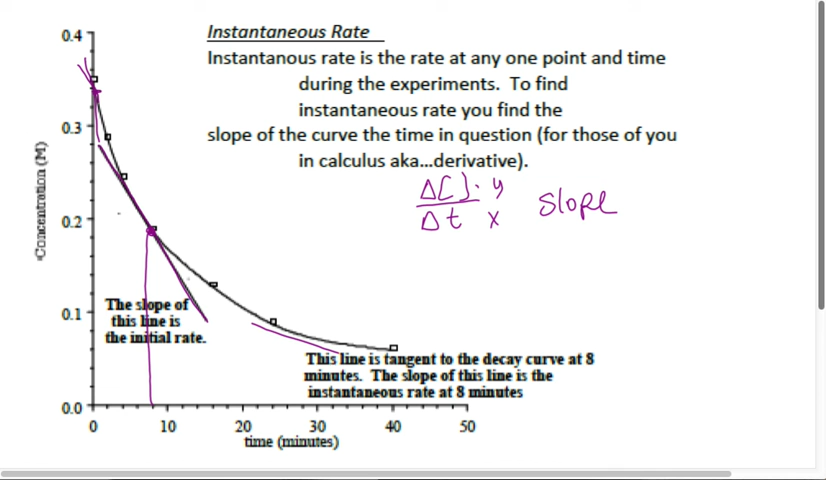 Instantaneous Rate
Instantanous rate is the rate at any one point and time
during the experiments. To find
instantaneous rate you find the
slope of the curve the time in question (for those of you
in calculus aka...derivative).
Δ[ ] . y
Δ t x
slope
0.4
0.3
0.2
0.1
0.0
Concentration (M)
The slope of
this line is
the initial rate.
This line is tangent to the decay curve at 8
minutes. The slope of this line is the
instantaneous rate at 8 minutes
0 10 20 30 40 50
time (minutes)